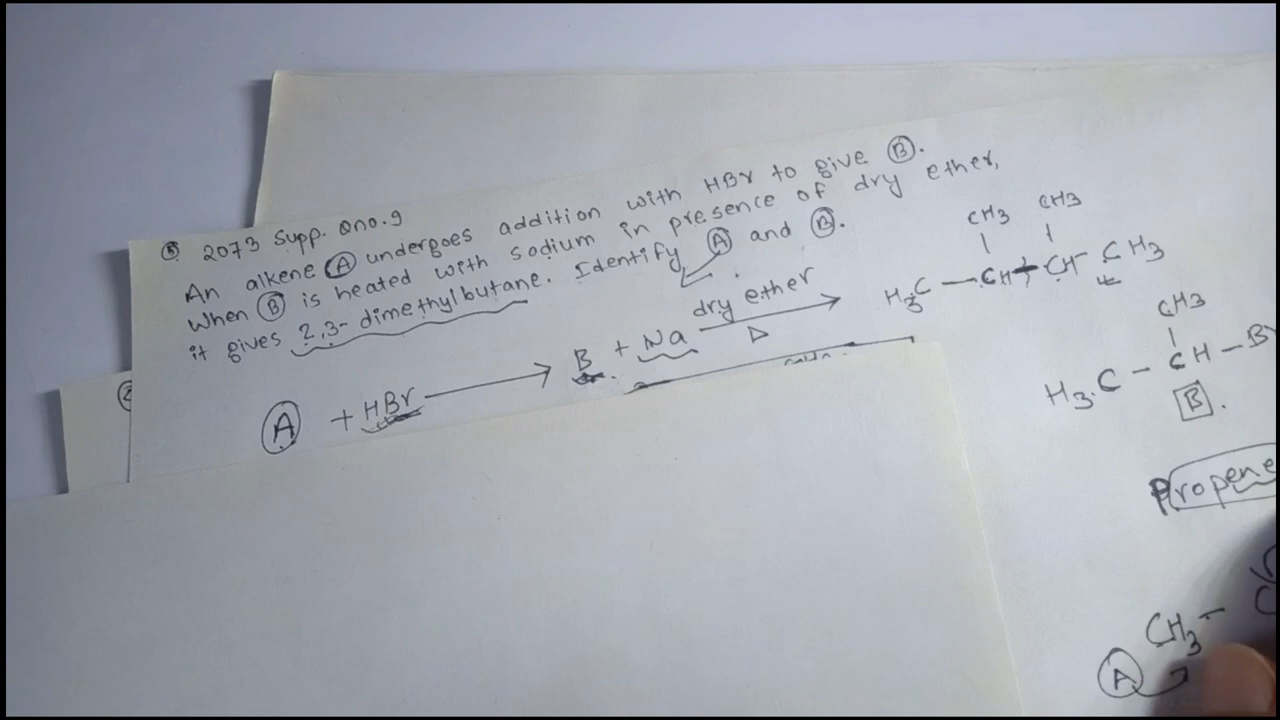 ⑤ 2073 Supp. Qno.9
An alkene Ⓐ undergoes addition with HBr to give Ⓑ.
When Ⓑ is heated with sodium in presence of dry ether,
it gives 2,3-dimethylbutane. Identify Ⓐ and Ⓑ.
Ⓐ + HBr → B + Na dry ether Δ →
CH3 CH3
H3C — CH — CH — CH3
CH3
H3C — CH — Br
B.
Propene
CH3 —
Ⓐ